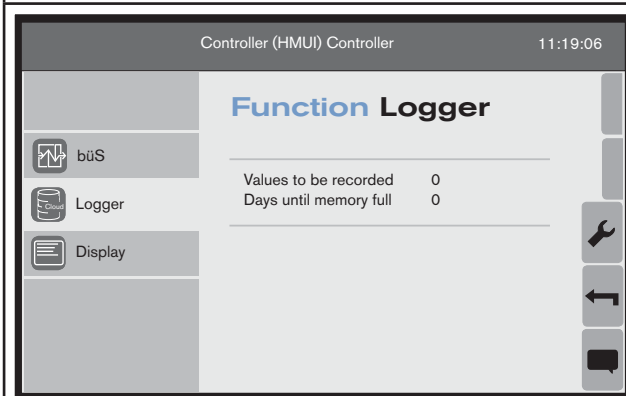 Controller (HMUI) Controller 11:19:06
Function Logger
büS
Logger
Display
Cloud
Values to be recorded 0
Days until memory full 0